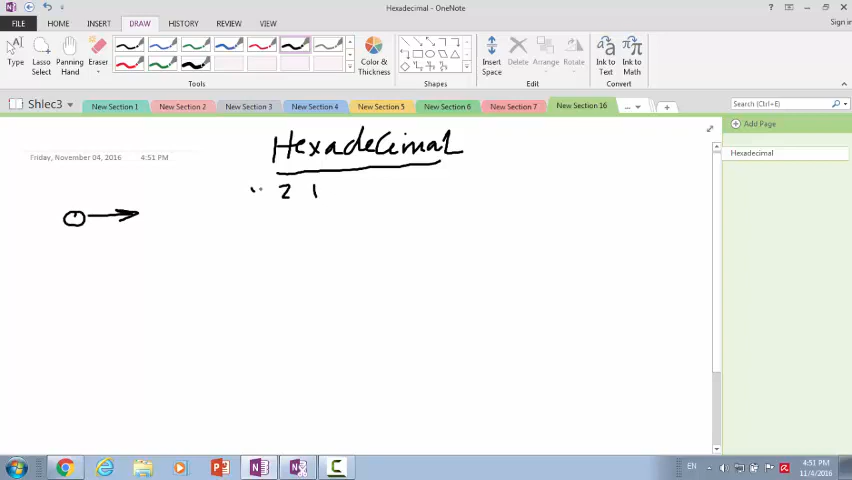 Hexadecimal - OneNote
?
FILE HOME INSERT DRAW HISTORY REVIEW VIEW
Sign in
Type Lasso Select Panning Hand Eraser
Color & Thickness
Insert Space Delete Arrange Rotate
Ink to Text Ink to Math
Tools Shapes Edit Convert
Shlec3 New Section 1 New Section 2 New Section 3 New Section 4 New Section 5 New Section 6 New Section 7 New Section 16 ... +
Search (Ctrl+E)
Add Page
Hexadecimal
Hexadecimal
Friday, November 04, 2016 4:51 PM
2 1
EN
4:51 PM
11/4/2016